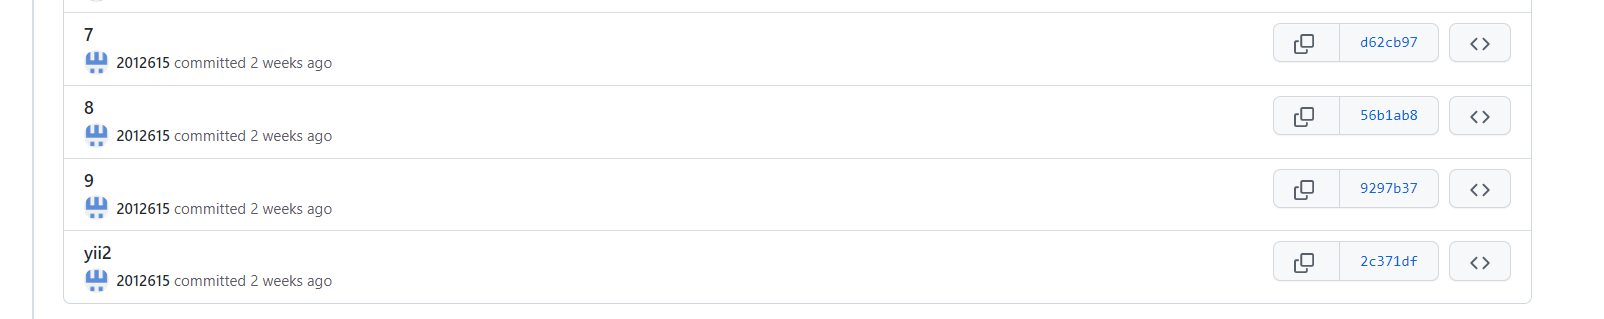 7
2012615 committed 2 weeks ago
d62cb97
8
2012615 committed 2 weeks ago
56b1ab8
9
2012615 committed 2 weeks ago
9297b37
yii2
2012615 committed 2 weeks ago
2c371df